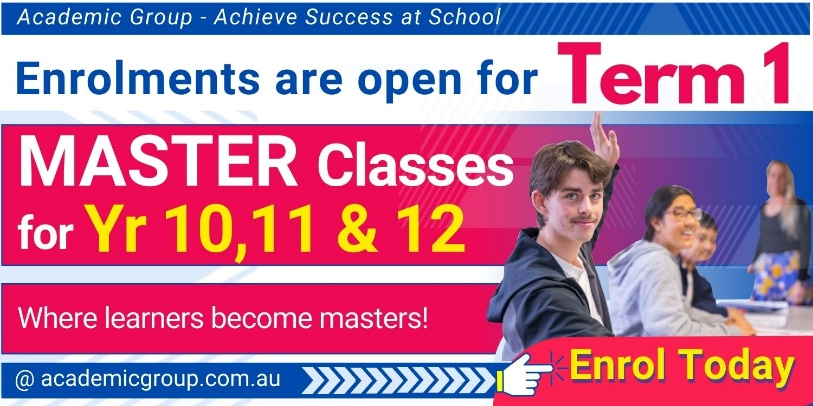 Academic Group - Achieve Success at School
Enrolments are open for Term 1
MASTER Classes
for Yr 10,11 & 12
Where learners become masters!
@ academicgroup.com.au
Enrol Today